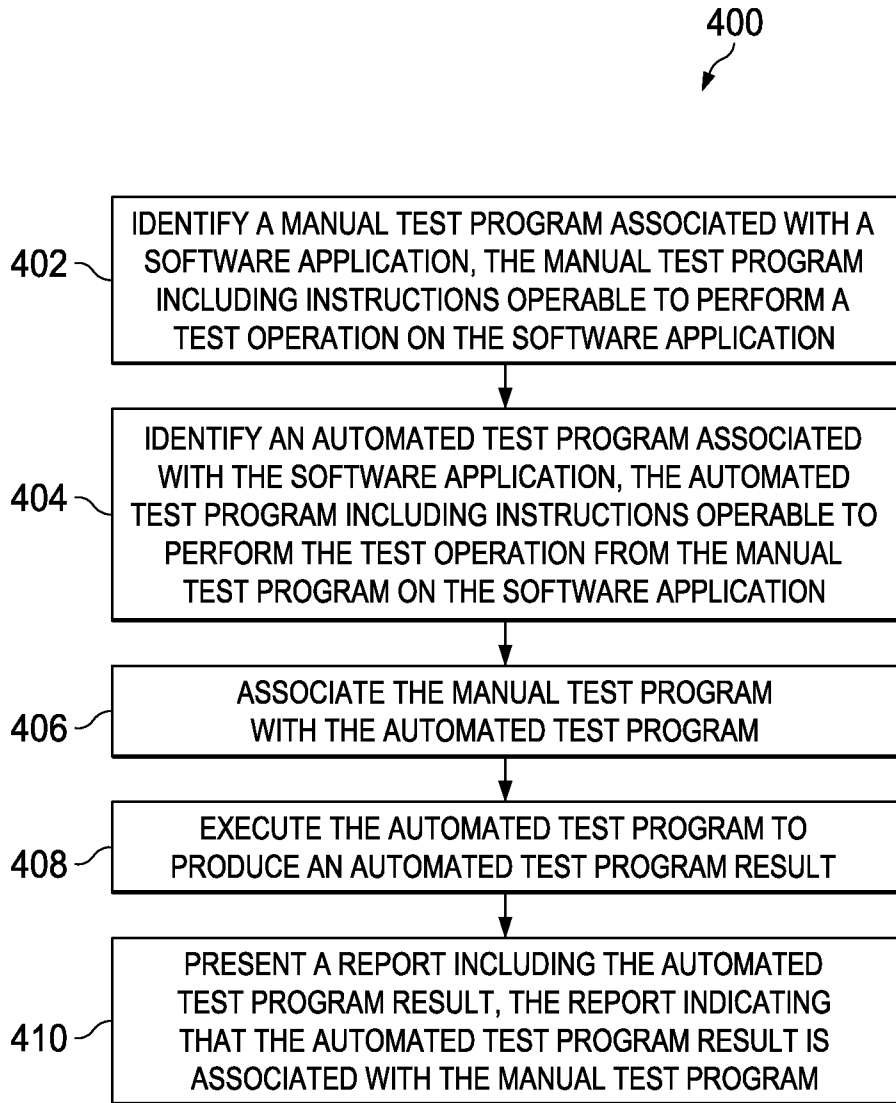 400
402
IDENTIFY A MANUAL TEST PROGRAM ASSOCIATED WITH A
SOFTWARE APPLICATION, THE MANUAL TEST PROGRAM
INCLUDING INSTRUCTIONS OPERABLE TO PERFORM A
TEST OPERATION ON THE SOFTWARE APPLICATION
404
IDENTIFY AN AUTOMATED TEST PROGRAM ASSOCIATED
WITH THE SOFTWARE APPLICATION, THE AUTOMATED
TEST PROGRAM INCLUDING INSTRUCTIONS OPERABLE TO
PERFORM THE TEST OPERATION FROM THE MANUAL
TEST PROGRAM ON THE SOFTWARE APPLICATION
406
ASSOCIATE THE MANUAL TEST PROGRAM
WITH THE AUTOMATED TEST PROGRAM
408
EXECUTE THE AUTOMATED TEST PROGRAM TO
PRODUCE AN AUTOMATED TEST PROGRAM RESULT
410
PRESENT A REPORT INCLUDING THE AUTOMATED
TEST PROGRAM RESULT, THE REPORT INDICATING
THAT THE AUTOMATED TEST PROGRAM RESULT IS
ASSOCIATED WITH THE MANUAL TEST PROGRAM